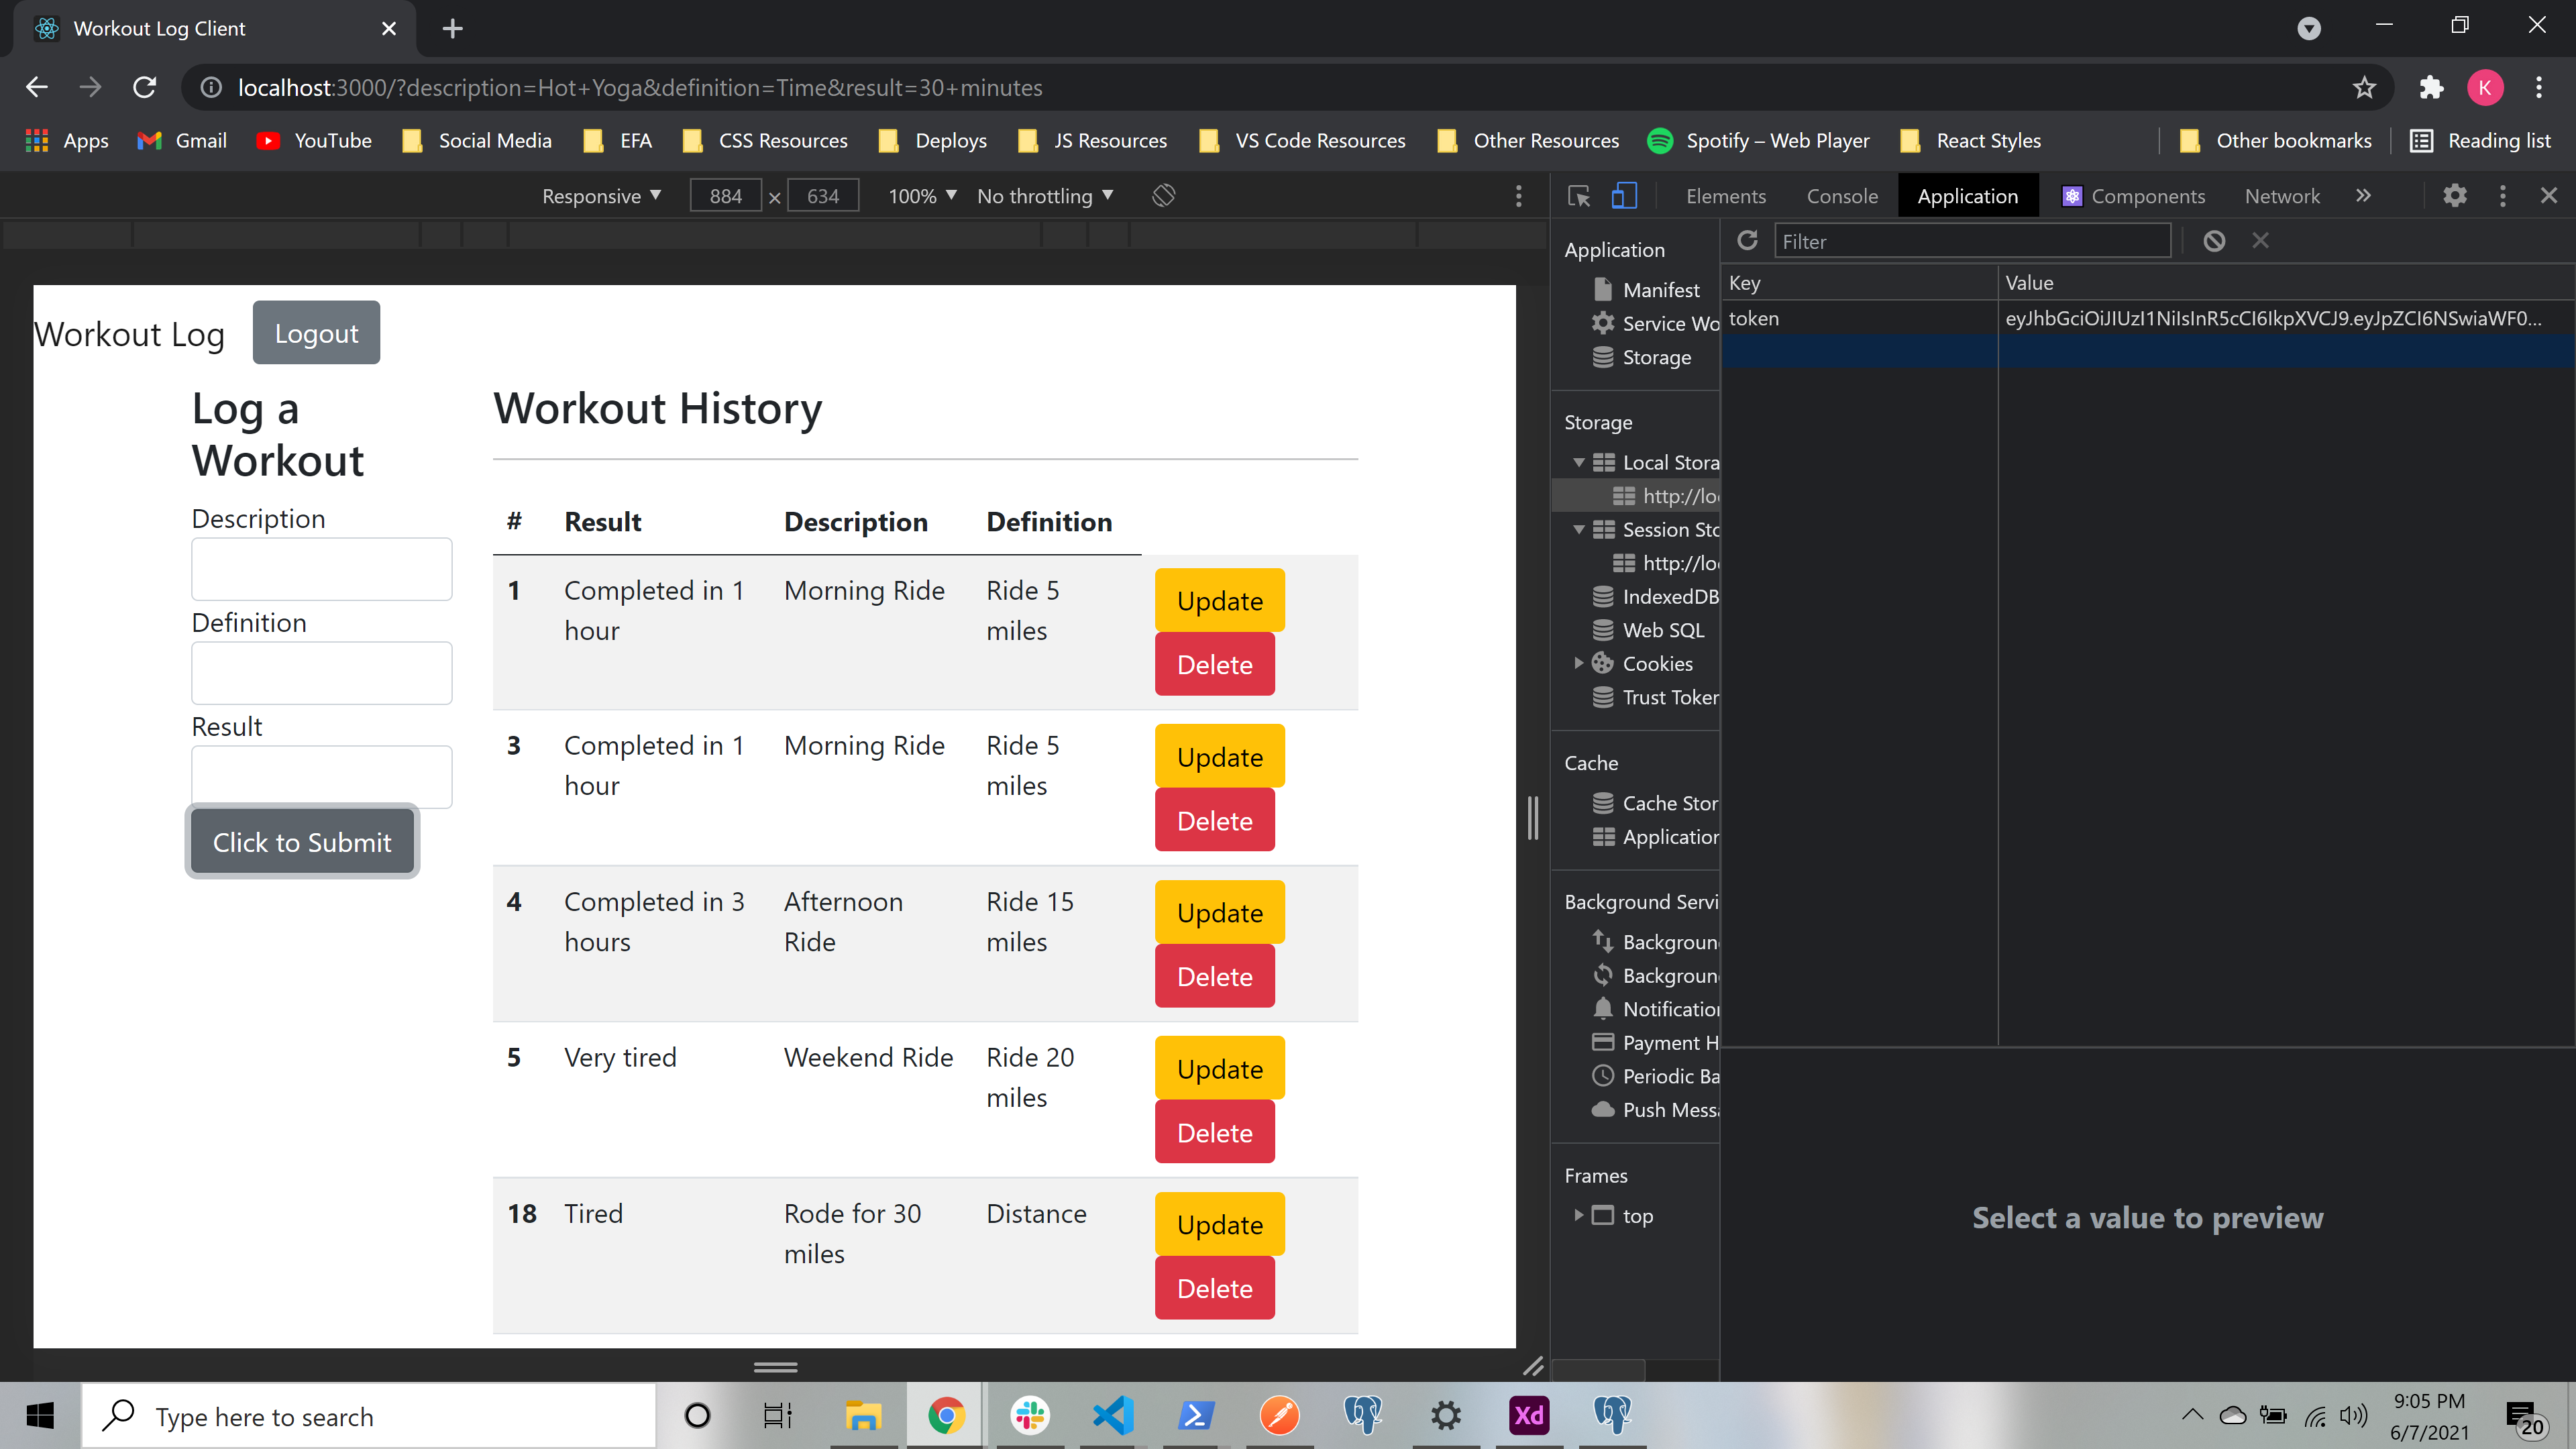 Workout Log Client
localhost:3000/?description=Hot+Yoga&definition=Time&result=30+minutes
K
Apps Gmail YouTube Social Media EFA CSS Resources Deploys JS Resources VS Code Resources Other Resources Spotify – Web Player React Styles Other bookmarks Reading list
Responsive 884 × 634 100% No throttling
Elements Console Application Components Network »
Workout Log Logout
Log a
Workout
Description
Definition
Result
Click to Submit
Workout History
# Result Description Definition
1 Completed in 1 hour Morning Ride Ride 5 miles Update Delete
3 Completed in 1 hour Morning Ride Ride 5 miles Update Delete
4 Completed in 3 hours Afternoon Ride Ride 15 miles Update Delete
5 Very tired Weekend Ride Ride 20 miles Update Delete
18 Tired Rode for 30 miles Distance Update Delete
Application
Manifest
Service Wo
Storage
Storage
Local Stora
http://lo
Session Sto
http://lo
IndexedDB
Web SQL
Cookies
Trust Token
Cache
Cache Stor
Application
Background Servi
Backgroun
Backgroun
Notification
Payment H
Periodic Ba
Push Messa
Frames
top
Filter
Key Value
token eyJhbGciOiJIUzI1NiIsInR5cCI6IkpXVCJ9.eyJpZCI6NSwiaWF0...
Select a value to preview
Type here to search
Xd
9:05 PM
6/7/2021
20